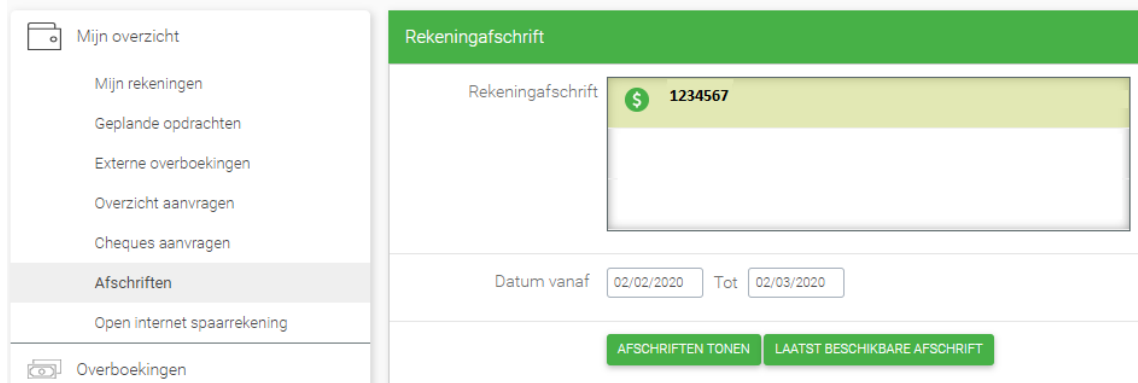 Mijn overzicht
Mijn rekeningen
Geplande opdrachten
Externe overboekingen
Overzicht aanvragen
Cheques aanvragen
Afschriften
Open internet spaarrekening
Overboekingen
Rekeningafschrift
Rekeningafschrift $ 1234567
Datum vanaf 02/02/2020 Tot 02/03/2020
AFSCHRIFTEN TONEN LAATST BESCHIKBARE AFSCHRIFT